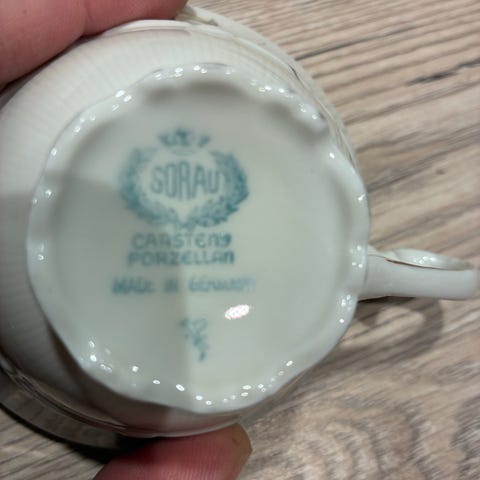 SORAU
CARSTENS
PORZELLAN
MADE IN GERMANY